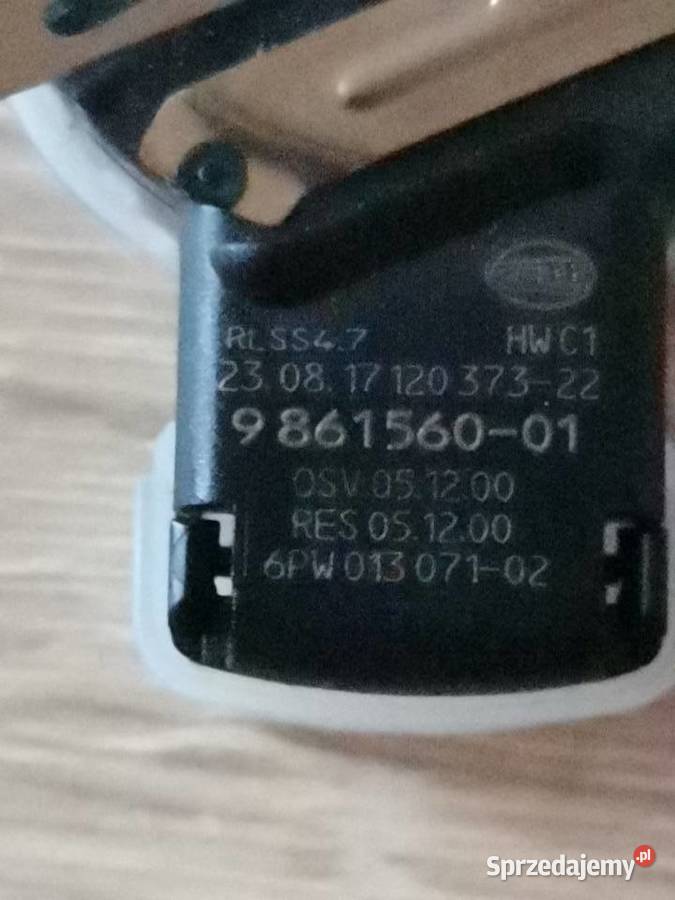 RLSS4.7 HW C1
23.08.17 120 373-22
9 861560-01
OSV 05.12.00
RES 05.12.00
6PW 013 071-02
Sprzedajemy.pl